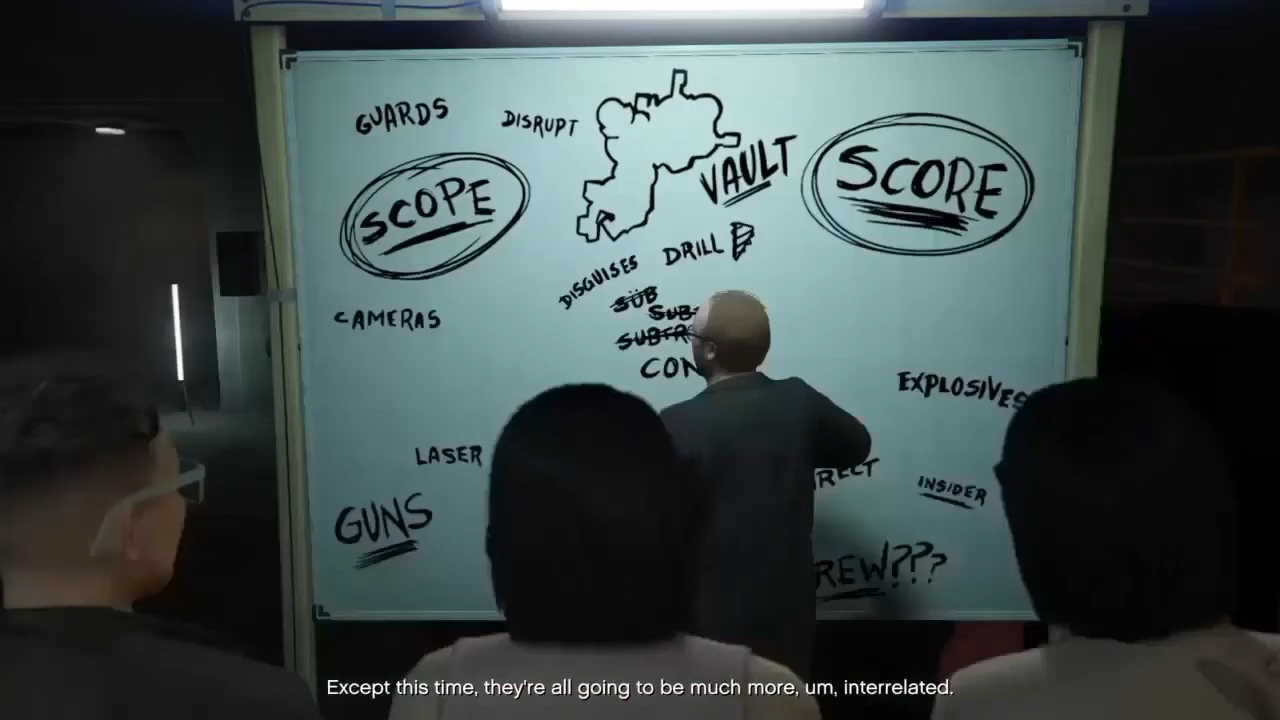 GUARDS
DISRUPT
VAULT
SCORE
SCOPE
DRILL
DISGUISES
SÜB
CAMERAS
EXPLOSIVES
LASER
INSIDER
GUNS
Except this time, they're all going to be much more, um, interrelated.